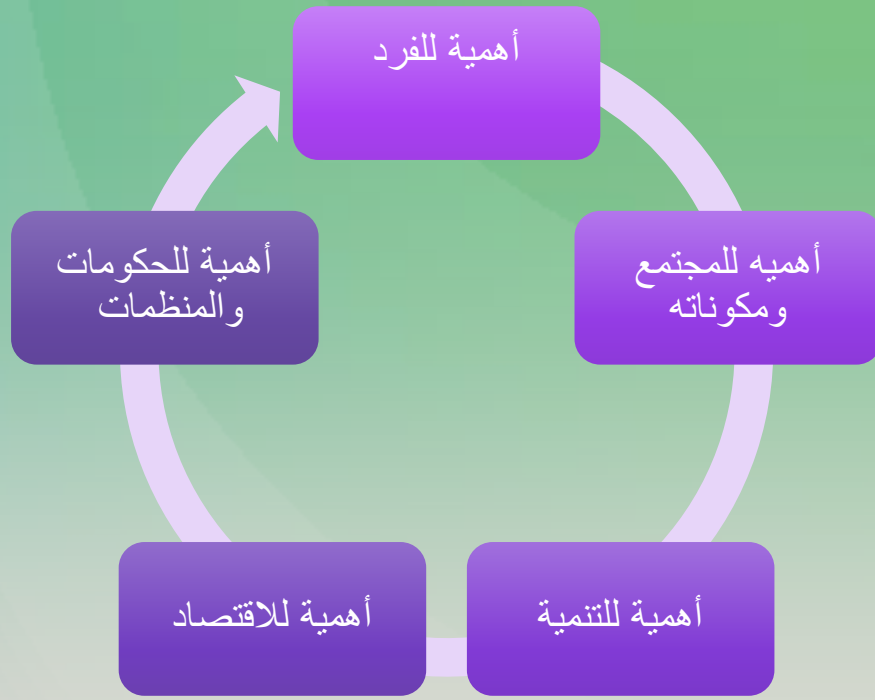 أهمية للفرد
أهميه للمجتمع
ومكوناته
أهمية للتنمية
أهمية للاقتصاد
أهمية للحكومات
والمنظمات